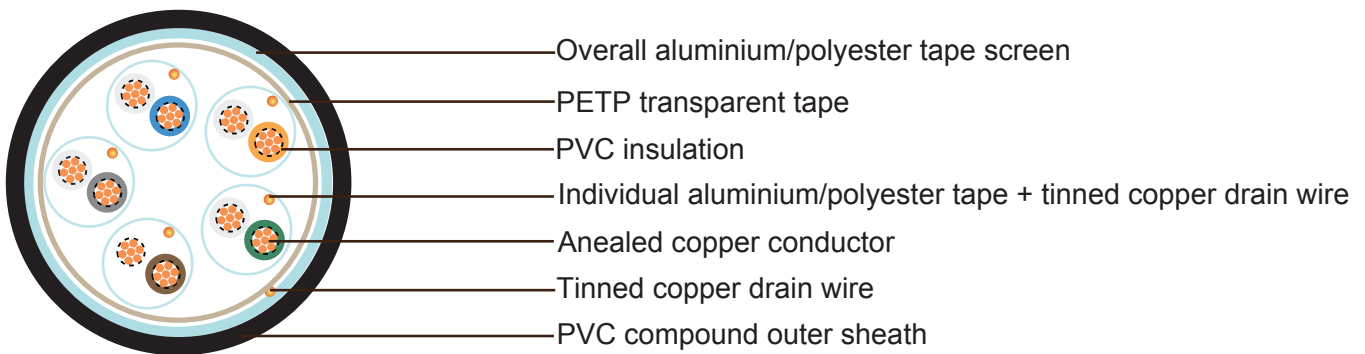 Overall aluminium/polyester tape screen
PETP transparent tape
PVC insulation
Individual aluminium/polyester tape + tinned copper drain wire
Anealed copper conductor
Tinned copper drain wire
PVC compound outer sheath